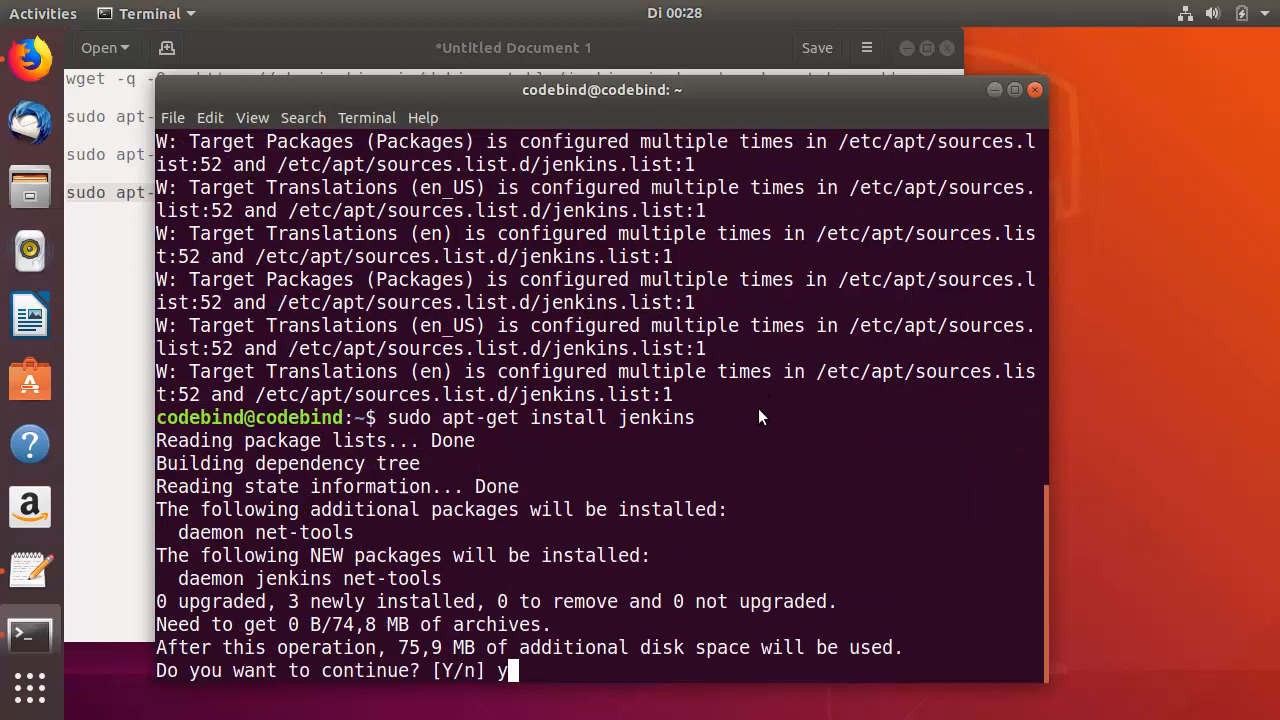 Activities Terminal Di 00:28
Open *Untitled Document 1 Save
wget -q
sudo apt-
sudo apt-
sudo apt-
codebind@codebind: ~
File Edit View Search Terminal Help
W: Target Packages (Packages) is configured multiple times in /etc/apt/sources.l
ist:52 and /etc/apt/sources.list.d/jenkins.list:1
W: Target Translations (en_US) is configured multiple times in /etc/apt/sources.
list:52 and /etc/apt/sources.list.d/jenkins.list:1
W: Target Translations (en) is configured multiple times in /etc/apt/sources.lis
t:52 and /etc/apt/sources.list.d/jenkins.list:1
W: Target Packages (Packages) is configured multiple times in /etc/apt/sources.l
ist:52 and /etc/apt/sources.list.d/jenkins.list:1
W: Target Translations (en_US) is configured multiple times in /etc/apt/sources.
list:52 and /etc/apt/sources.list.d/jenkins.list:1
W: Target Translations (en) is configured multiple times in /etc/apt/sources.lis
t:52 and /etc/apt/sources.list.d/jenkins.list:1
codebind@codebind:~$ sudo apt-get install jenkins
Reading package lists... Done
Building dependency tree
Reading state information... Done
The following additional packages will be installed:
daemon net-tools
The following NEW packages will be installed:
daemon jenkins net-tools
0 upgraded, 3 newly installed, 0 to remove and 0 not upgraded.
Need to get 0 B/74,8 MB of archives.
After this operation, 75,9 MB of additional disk space will be used.
Do you want to continue? [Y/n] y